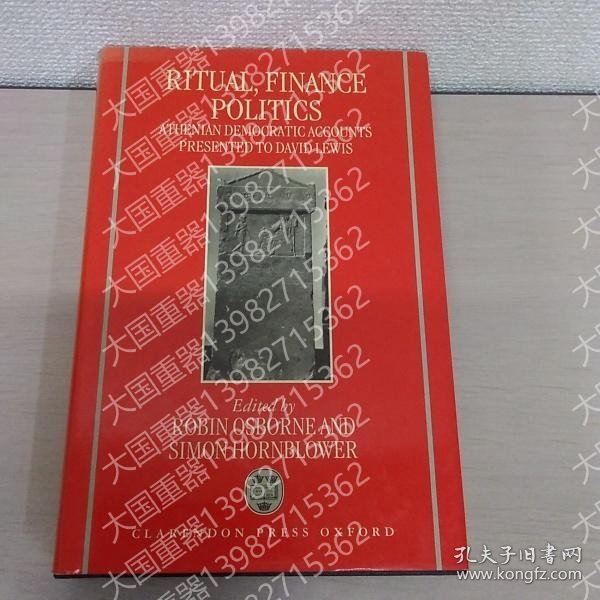 RITUAL, FINANCE
POLITICS
ATHENIAN DEMOCRATIC ACCOUNTS
PRESENTED TO DAVID LEWIS
Edited by
ROBIN OSBORNE AND
SIMON HORNBLOWER
CLARENDON PRESS OXFORD
大国重器13982715362
大国重器13982715362
大国重器13982715362
大国重器13982715362
大国重器13982715362
孔夫子旧书网
www.kongfz.com